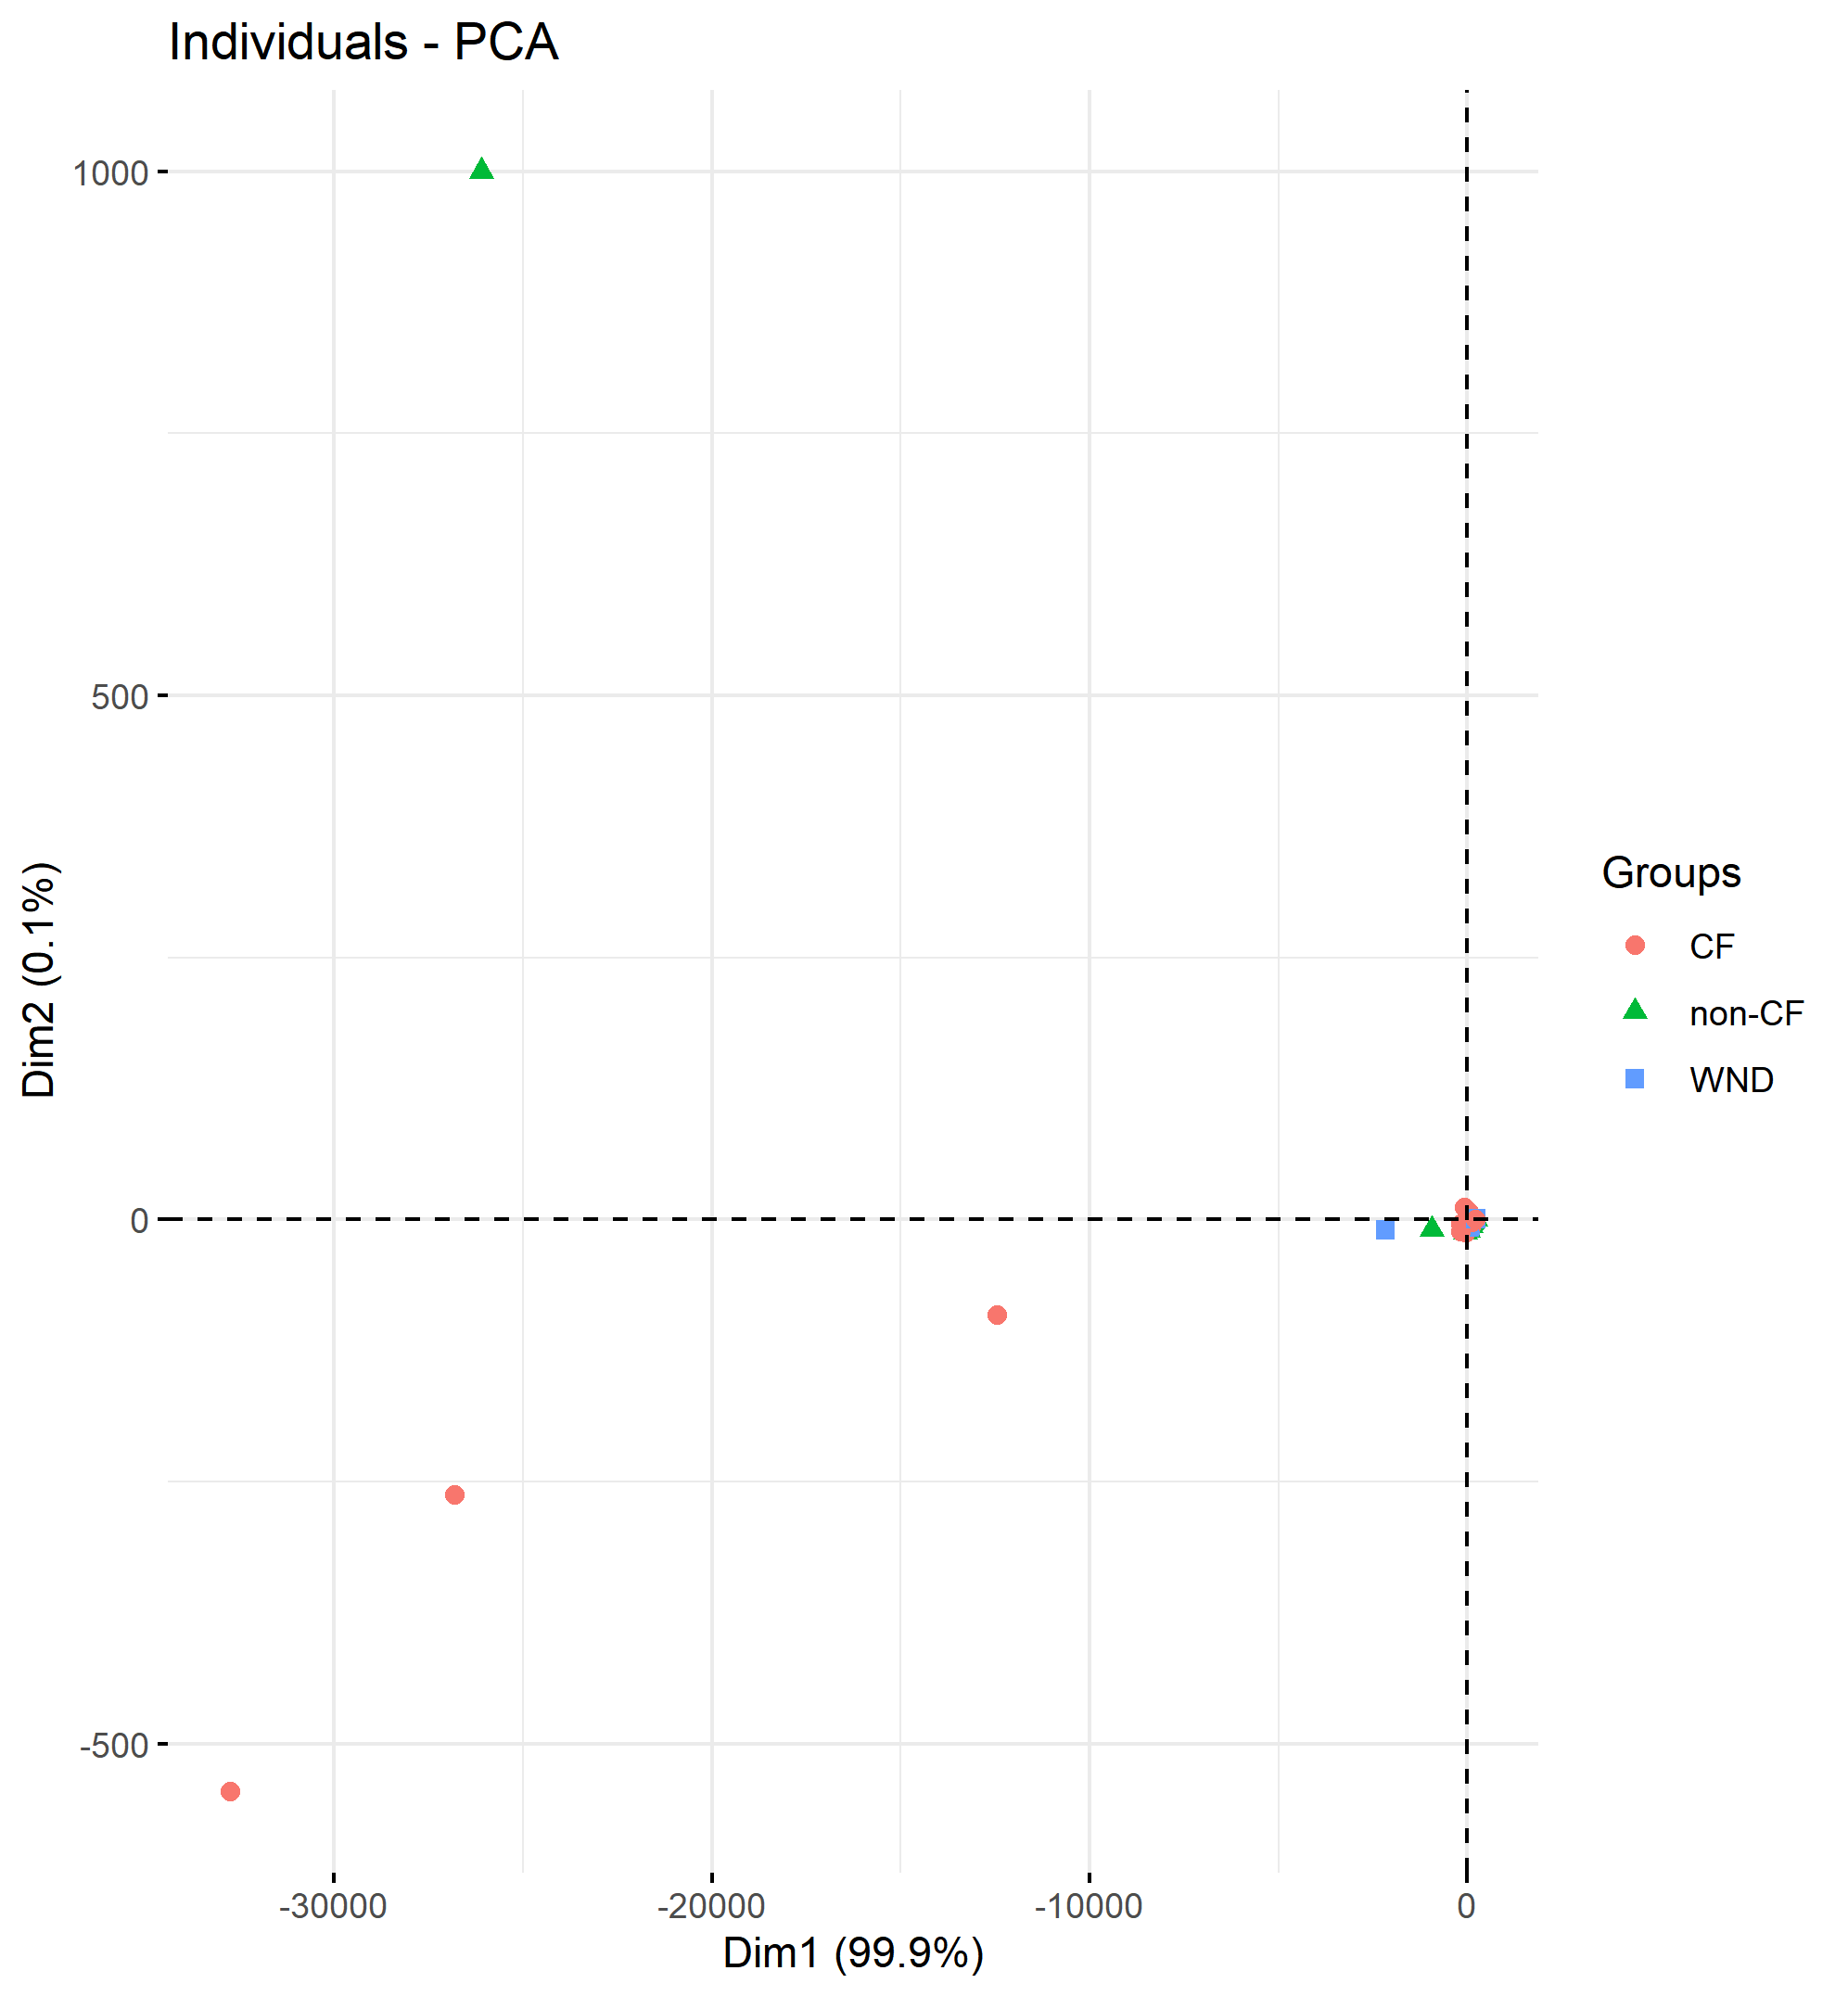 Individuals - PCA
1000
500
0
-500
Dim2 (0.1%)
-30000
-20000
-10000
0
Dim1 (99.9%)
Groups
CF
non-CF
WND